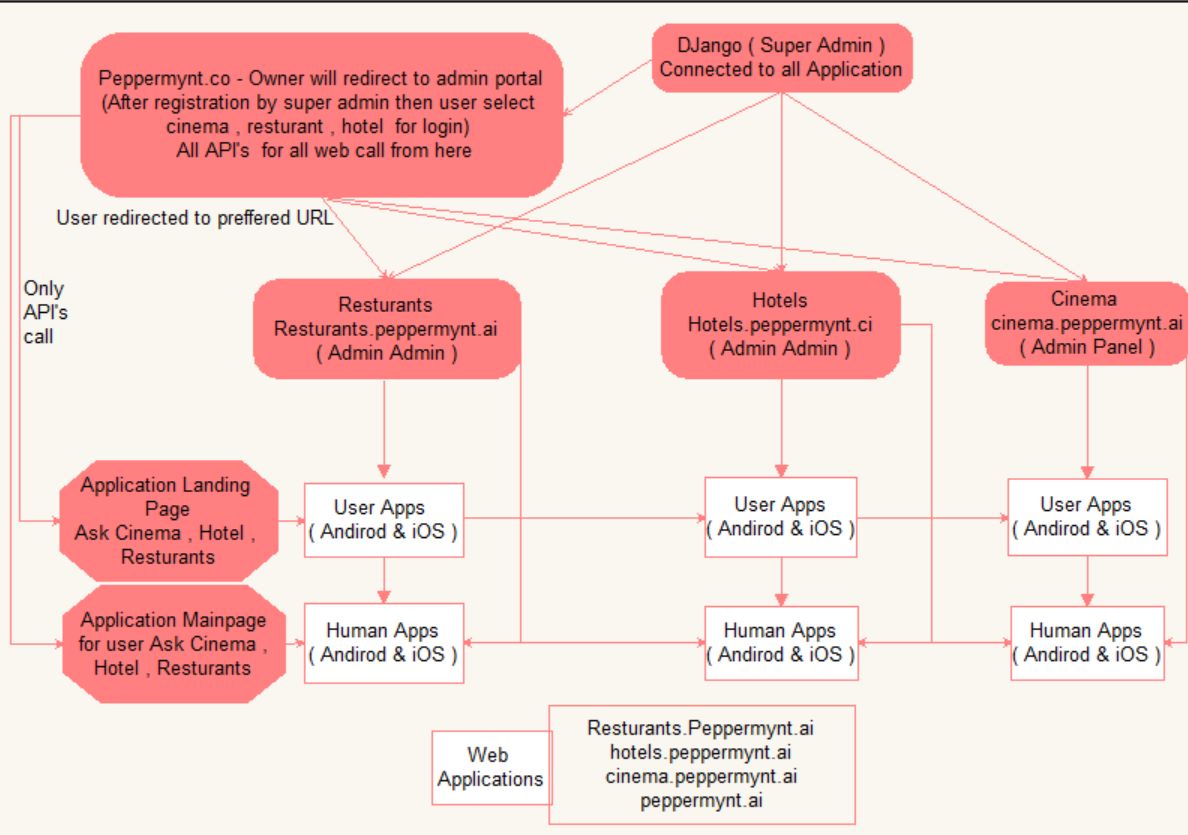 DJango ( Super Admin )
Connected to all Application
Peppermynt.co - Owner will redirect to admin portal
(After registration by super admin then user select
cinema , resturant , hotel for login)
All API's for all web call from here
User redirected to preffered URL
Only
API's
call
Resturants
Resturants.peppermynt.ai
( Admin Admin )
Hotels
Hotels.peppermynt.ci
( Admin Admin )
Cinema
cinema.peppermynt.ai
( Admin Panel )
Application Landing
Page
Ask Cinema , Hotel ,
Resturants
User Apps
( Andirod & iOS )
User Apps
( Andirod & iOS )
User Apps
( Andirod & iOS )
Application Mainpage
for user Ask Cinema ,
Hotel , Resturants
Human Apps
( Andirod & iOS )
Human Apps
( Andirod & iOS )
Human Apps
( Andirod & iOS )
Web
Applications
Resturants.Peppermynt.ai
hotels.peppermynt.ai
cinema.peppermynt.ai
peppermynt.ai